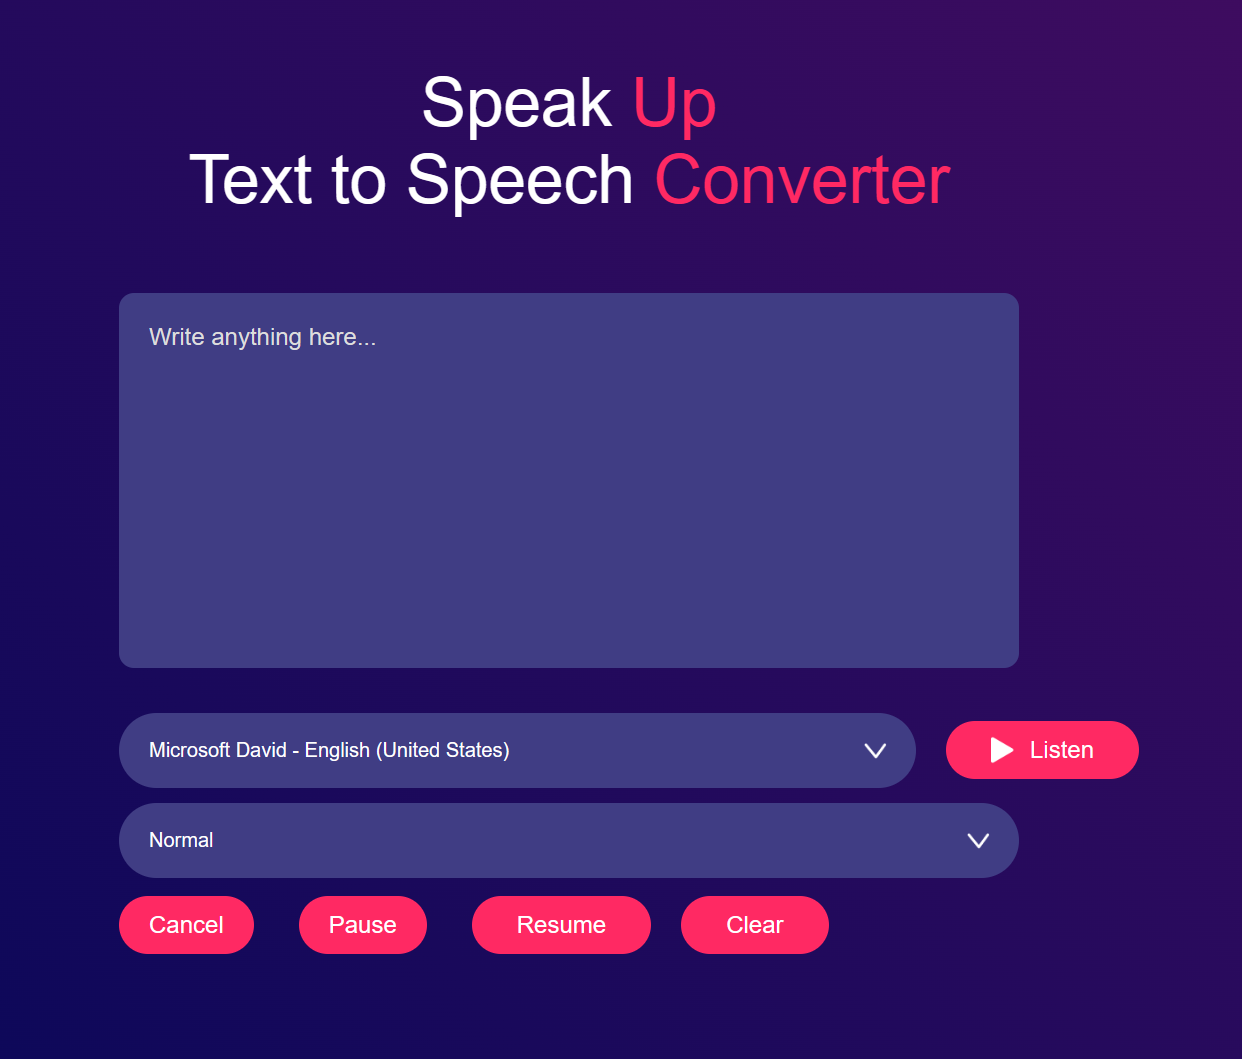 Speak Up
Text to Speech Converter
Write anything here...
Microsoft David - English (United States)
Listen
Normal
Cancel
Pause
Resume
Clear